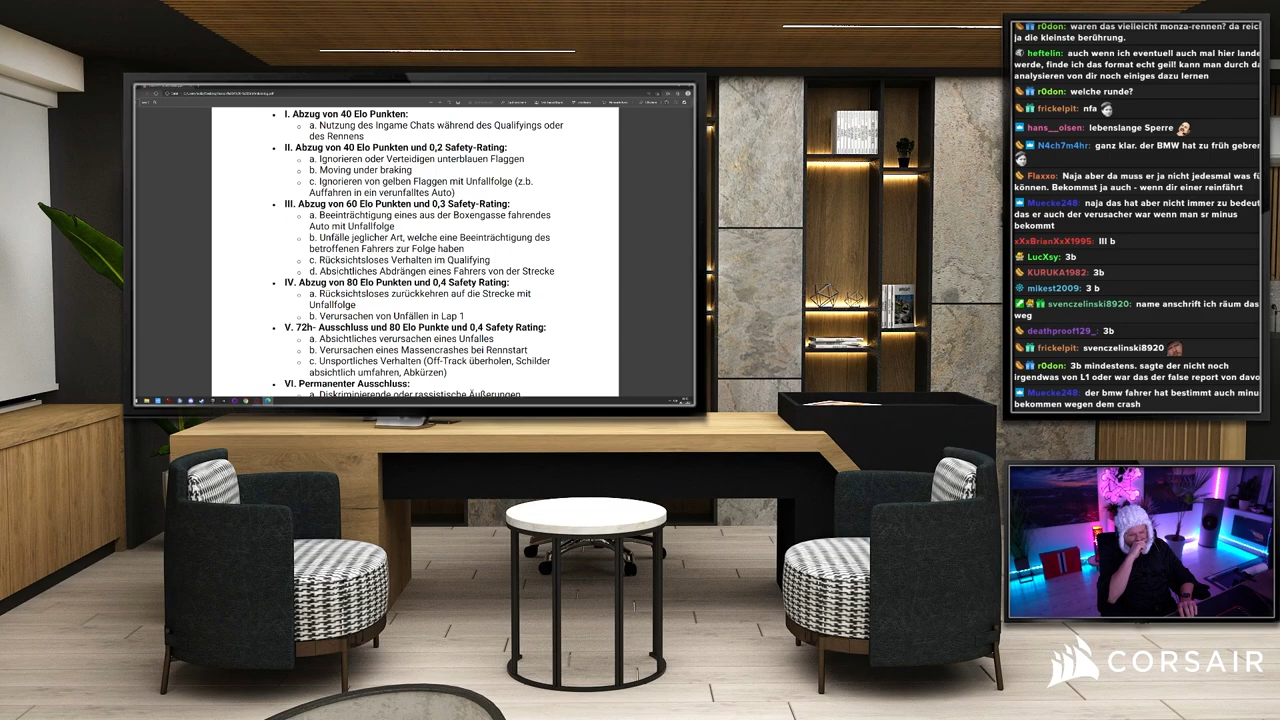 I. Abzug von 40 Elo Punkten:
a. Nutzung des Ingame Chats während des Qualifyings oder
des Rennens
II. Abzug von 40 Elo Punkten und 0,2 Safety-Rating:
a. Ignorieren oder Verteidigen unterblauen Flaggen
b. Moving under braking
c. Ignorieren von gelben Flaggen mit Unfallfolge (z.b.
Auffahren in ein verunfalltes Auto)
III. Abzug von 60 Elo Punkten und 0,3 Safety-Rating:
a. Beeinträchtigung eines aus der Boxengasse fahrendes
Auto mit Unfallfolge
b. Unfälle jeglicher Art, welche eine Beeinträchtigung des
betroffenen Fahrers zur Folge haben
c. Rücksichtsloses Verhalten im Qualifying
d. Absichtliches Abdrängen eines Fahrers von der Strecke
IV. Abzug von 80 Elo Punkten und 0,4 Safety Rating:
a. Rücksichtsloses zurückkehren auf die Strecke mit
Unfallfolge
b. Verursachen von Unfällen in Lap 1
V. 72h- Ausschluss und 80 Elo Punkte und 0,4 Safety Rating:
a. Absichtliches verursachen eines Unfalles
b. Verursachen eines Massencrashes bei Rennstart
c. Unsportliches Verhalten (Off-Track überholen, Schilder
absichtlich umfahren, Abkürzen)
VI. Permanenter Ausschluss:
a. Diskriminierende oder rassistische Äußerungen
r0don: waren das vielleicht monza-rennen? da reic
ja die kleinste berührung.
heftelin: auch wenn ich eventuell auch mal hier lande
werde, finde ich das format echt geil! kann man durch da
analysieren von dir noch einiges dazu lernen
r0don: welche runde?
frickelpit: nfa
hans__olsen: lebenslange Sperre
N4ch7m4hr: ganz klar. der BMW hat zu früh gebrem
Flaxxo: Naja aber da muss er ja nicht jedesmal was fü
können. Bekommst ja auch - wenn dir einer reinfährt
Muecke248: naja das hat aber nicht immer zu bedeut
das er auch der verusacher war wenn man sr minus
bekommt
xXxBrianXxX1995: III b
LucXsy: 3b
KURUKA1982: 3b
mikest2009: 3 b
svenczelinski8920: name anschrift ich räum das
weg
deathproof129_: 3b
frickelpit: svenczelinski8920
r0don: 3b mindestens. sagte der nicht noch
irgendwas von L1 oder war das der false report von davo
Muecke248: der bmw fahrer hat bestimmt auch minu
bekommen wegen dem crash
CORSAIR